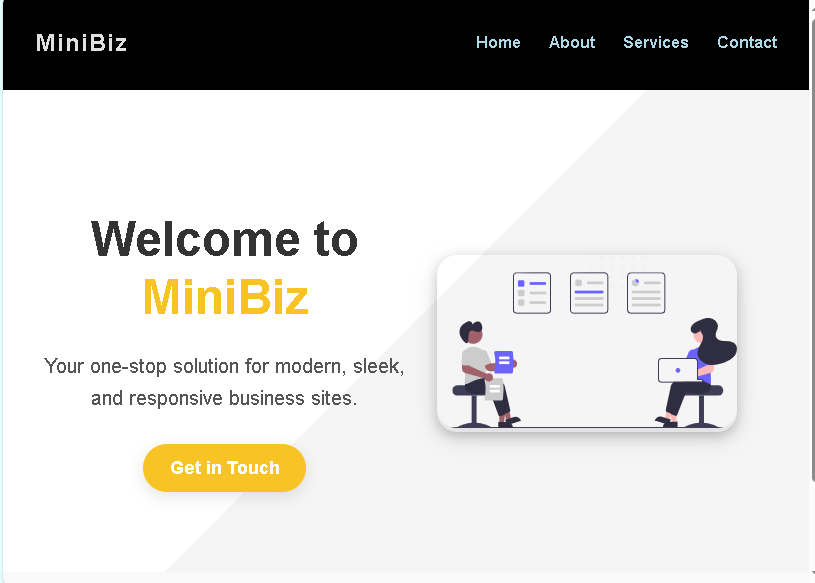 MiniBiz
Home About Services Contact
Welcome to
MiniBiz
Your one-stop solution for modern, sleek,
and responsive business sites.
Get in Touch